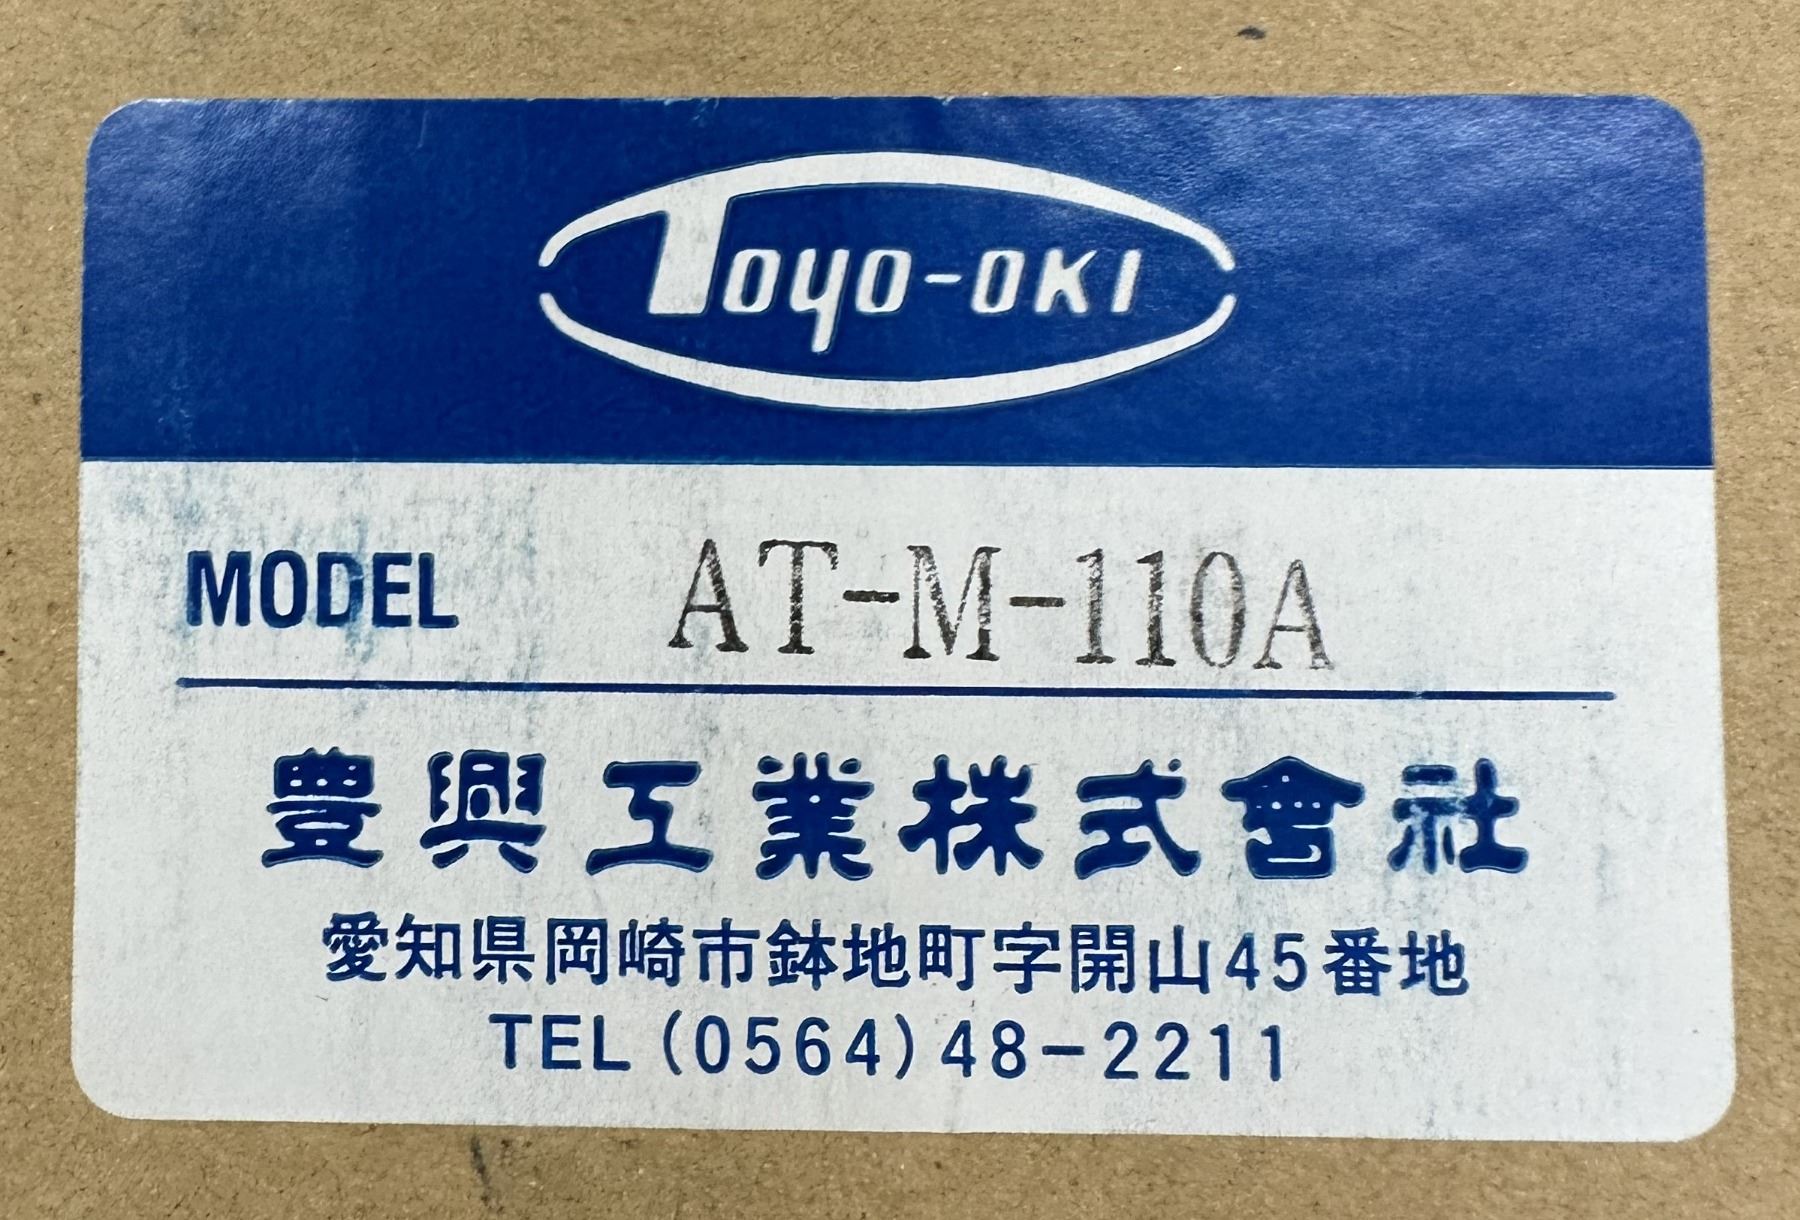 Toyo-OKI
MODEL AT-M-110A
豊興工業株式會社
愛知県岡崎市鉢地町字開山45番地
TEL(0564)48-2211